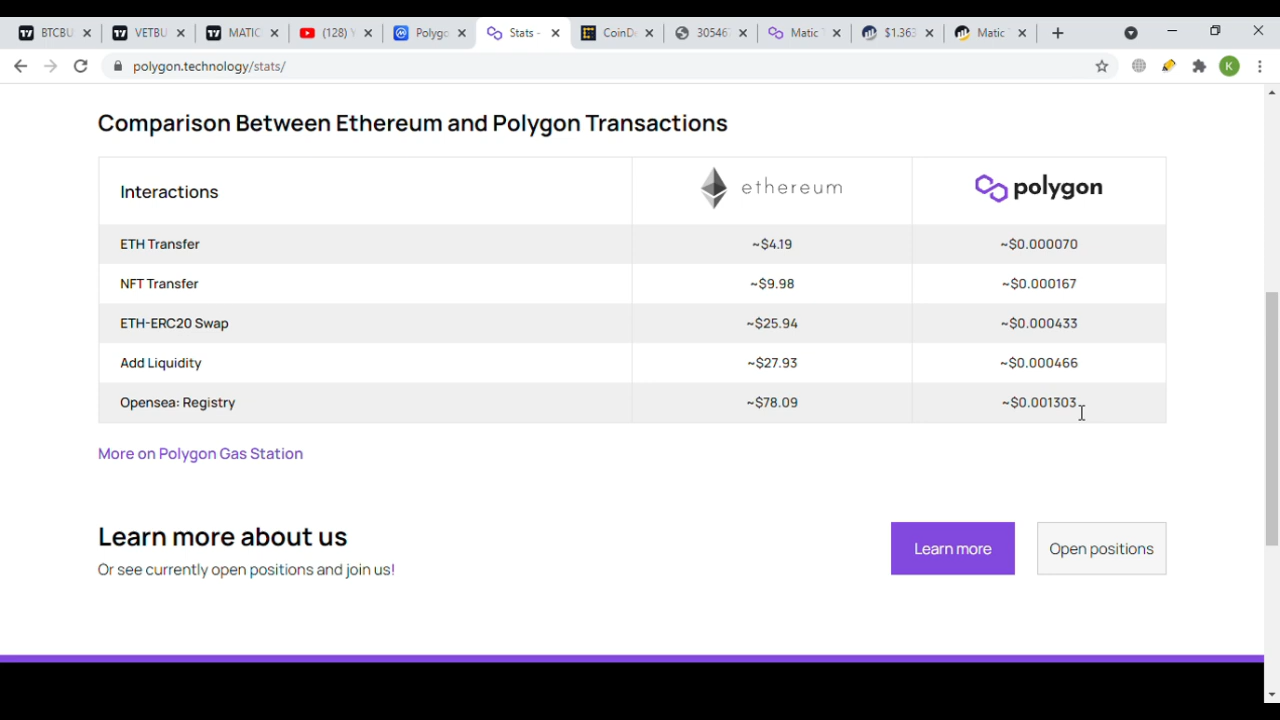 BTCBU
VETBU
MATIC
(128) Y
Polygo
Stats -
CoinD
30546
Matic
$1.363
Matic
polygon.technology/stats/
K
Comparison Between Ethereum and Polygon Transactions
Interactions
ethereum
polygon
ETH Transfer
~$4.19
~$0.000070
NFT Transfer
~$9.98
~$0.000167
ETH-ERC20 Swap
~$25.94
~$0.000433
Add Liquidity
~$27.93
~$0.000466
Opensea: Registry
~$78.09
~$0.001303
More on Polygon Gas Station
Learn more about us
Or see currently open positions and join us!
Learn more
Open positions